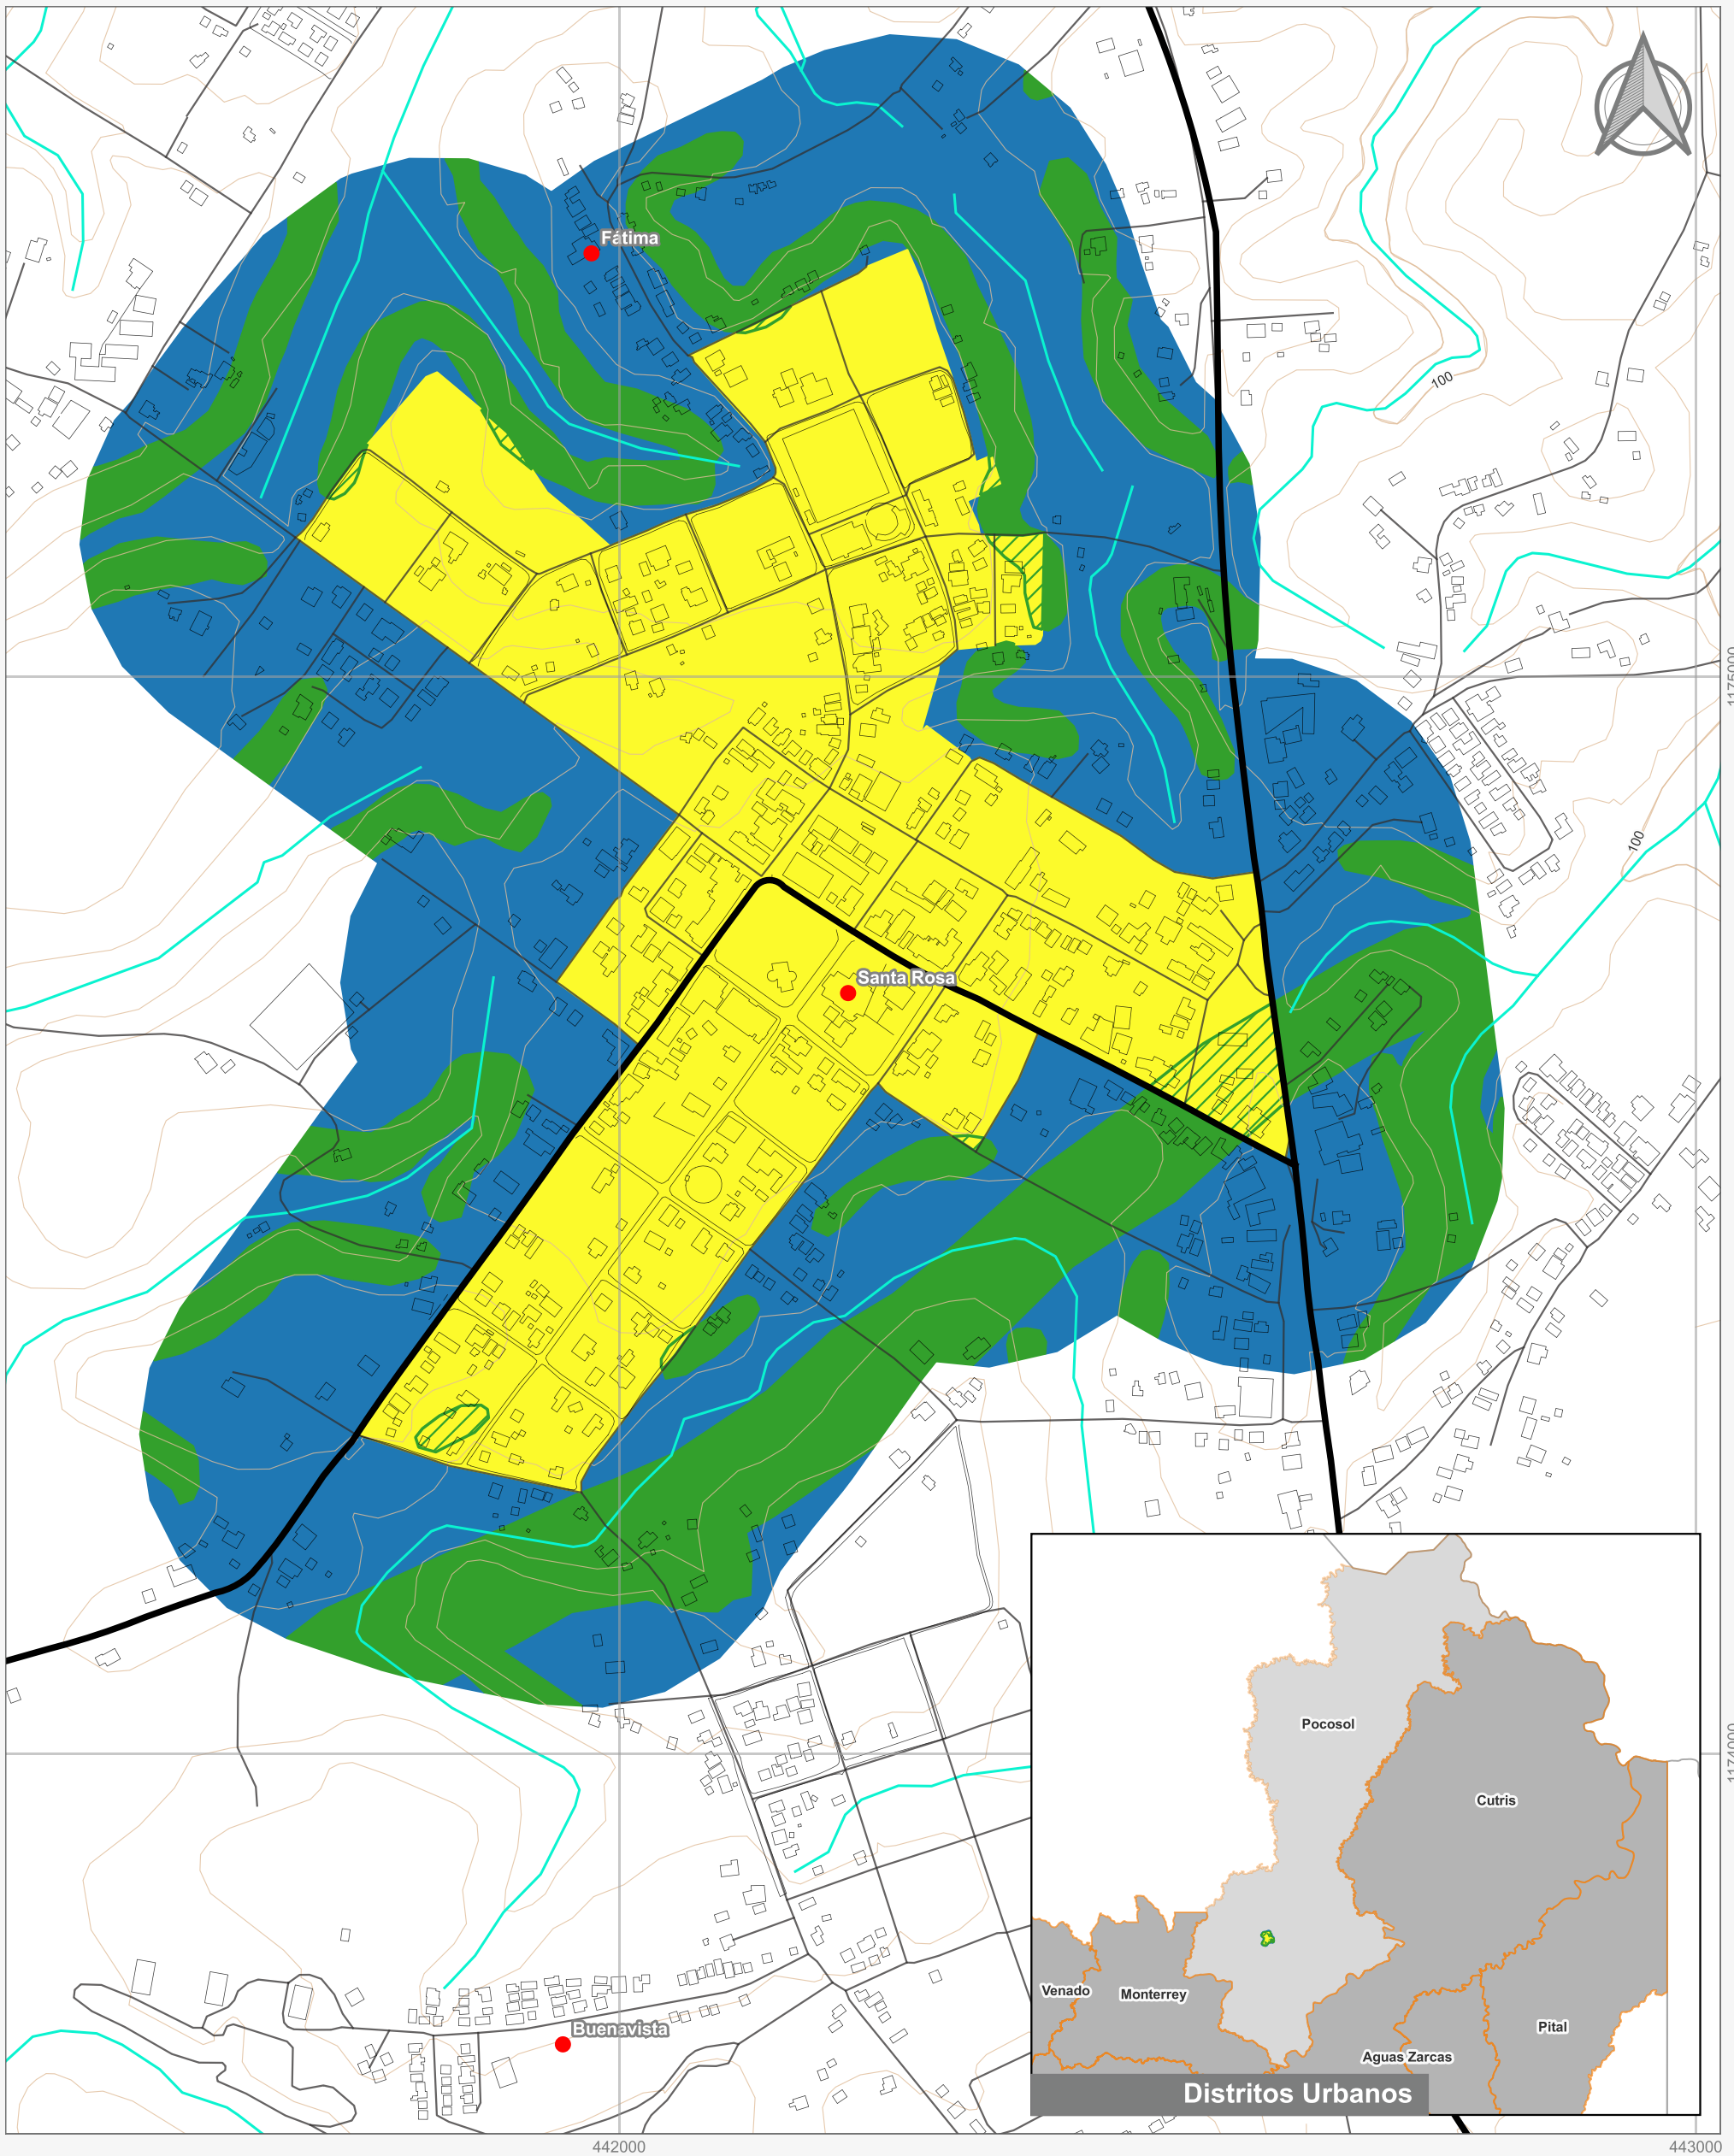 Fátima
100
1175000
100
Santa Rosa
Pocosol
1174000
Cutris
Venado
Monterrey
Buenavista
Pital
Aguas Zarcas
Distritos Urbanos
442000
443000